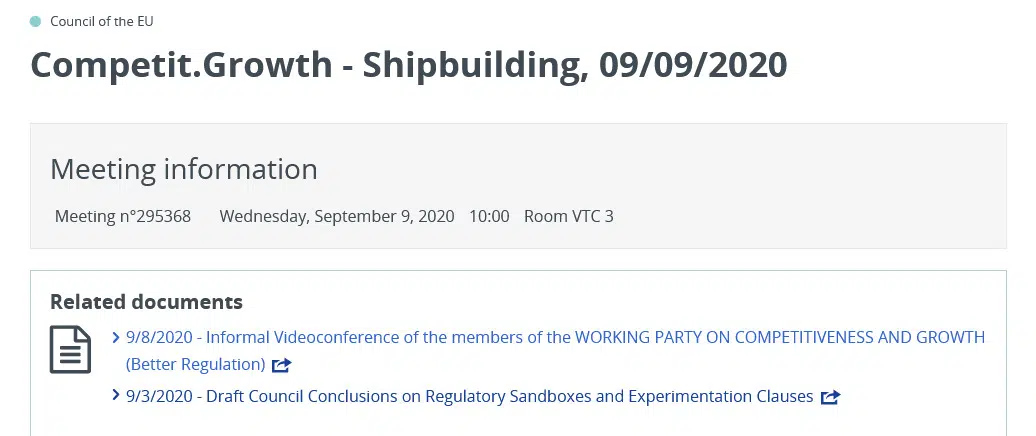 Council of the EU
Competit.Growth - Shipbuilding, 09/09/2020
Meeting information
Meeting n°295368 Wednesday, September 9, 2020 10:00 Room VTC 3
Related documents
9/8/2020 - Informal Videoconference of the members of the WORKING PARTY ON COMPETITIVENESS AND GROWTH
(Better Regulation)
9/3/2020 - Draft Council Conclusions on Regulatory Sandboxes and Experimentation Clauses